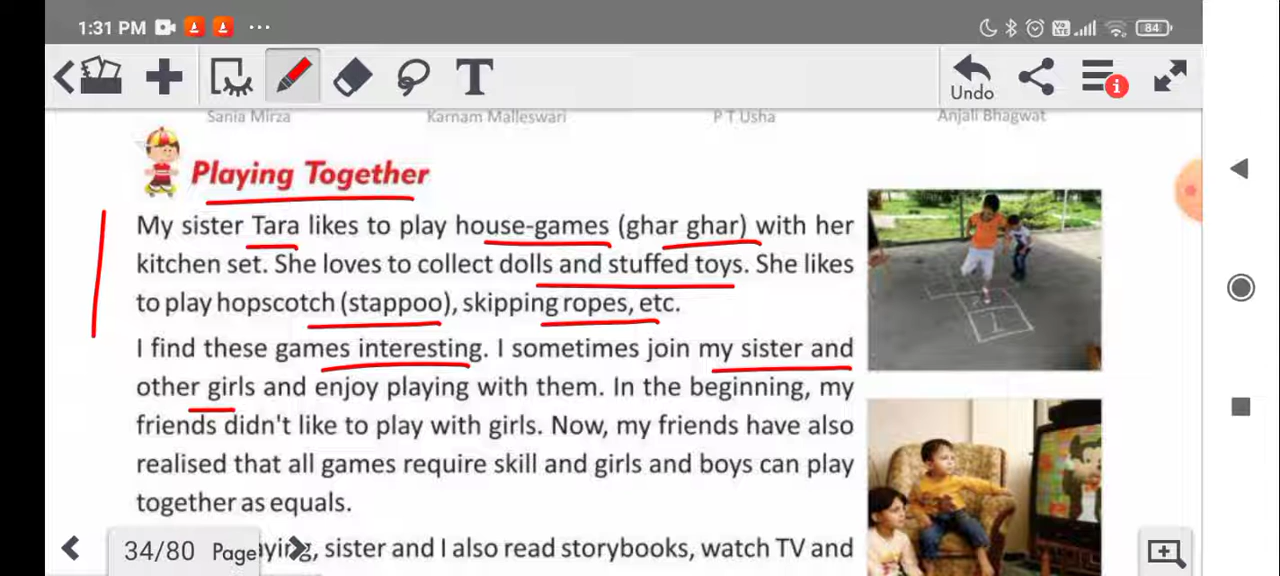 1:31 PM
84
T
Undo
Sania Mirza Karnam Malleswari P T Usha Anjali Bhagwat
Playing Together
My sister Tara likes to play house-games (ghar ghar) with her
kitchen set. She loves to collect dolls and stuffed toys. She likes
to play hopscotch (stappoo), skipping ropes, etc.
I find these games interesting. I sometimes join my sister and
other girls and enjoy playing with them. In the beginning, my
friends didn't like to play with girls. Now, my friends have also
realised that all games require skill and girls and boys can play
together as equals.
34/80 Page
sister and I also read storybooks, watch TV and